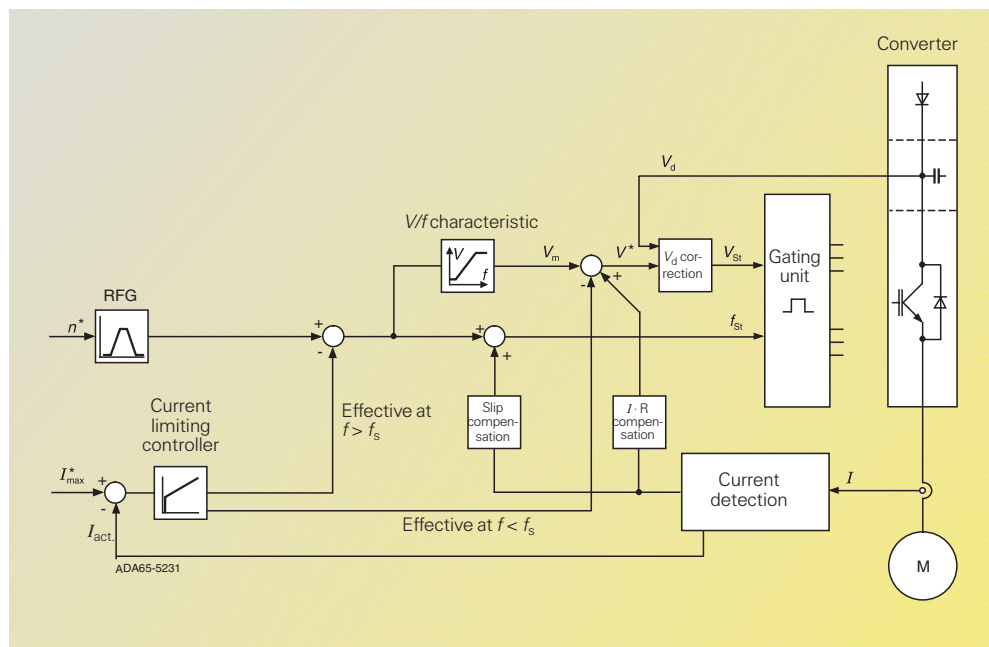 Converter
Vd
V/f characteristic
V
f
Vm
V*
Vd cor-
rection
VSt
Gating
unit
RFG
n*
+
-
+
+
-
+
fSt
Current
limiting
controller
Effective at
f > fS
Slip
compen-
sation
I · R
compen-
sation
I*max
+
-
Iact.
Current
detection
I
Effective at f < fS
ADA65-5231
M